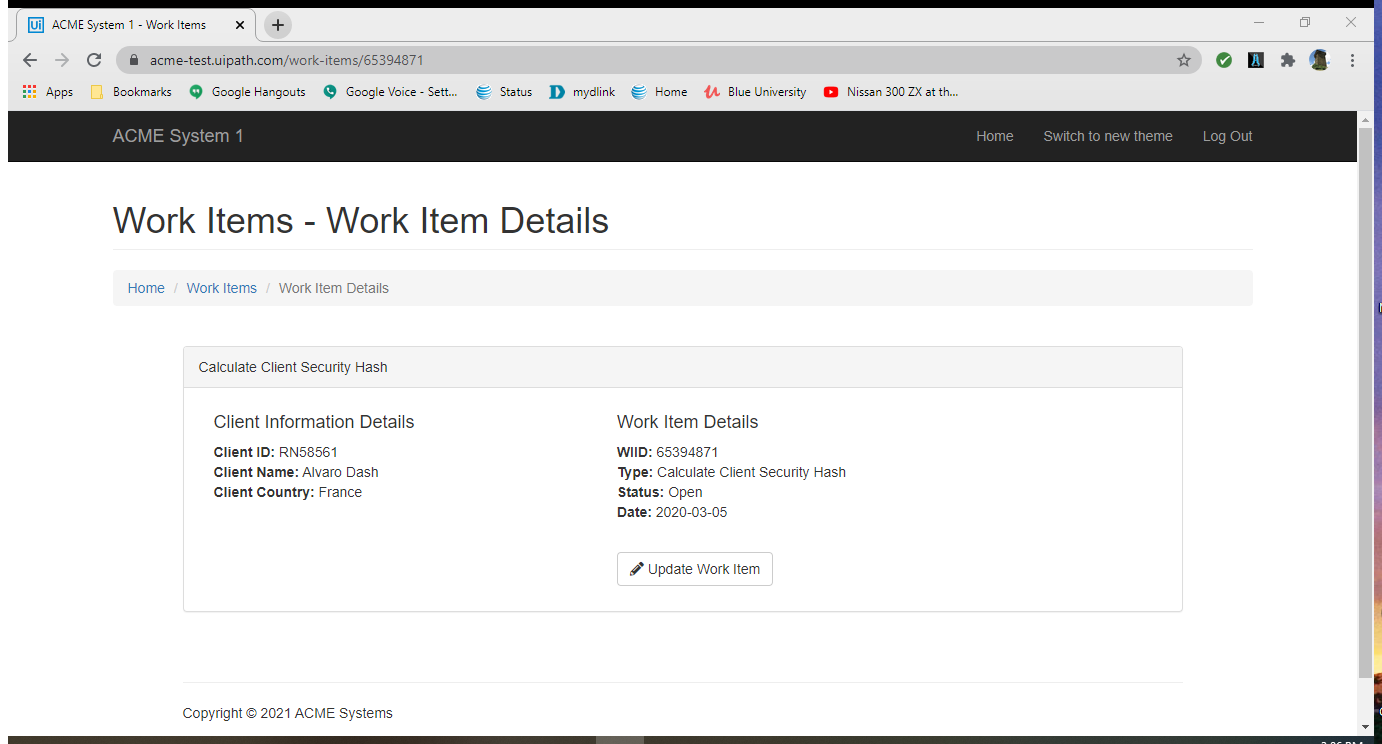 Ui ACME System 1 - Work Items
acme-test.uipath.com/work-items/65394871
Apps Bookmarks Google Hangouts Google Voice - Sett... Status mydlink Home Blue University Nissan 300 ZX at th...
ACME System 1 Home Switch to new theme Log Out
Work Items - Work Item Details
Home / Work Items / Work Item Details
Calculate Client Security Hash
Client Information Details
Client ID: RN58561
Client Name: Alvaro Dash
Client Country: France
Work Item Details
WIID: 65394871
Type: Calculate Client Security Hash
Status: Open
Date: 2020-03-05
Update Work Item
Copyright © 2021 ACME Systems